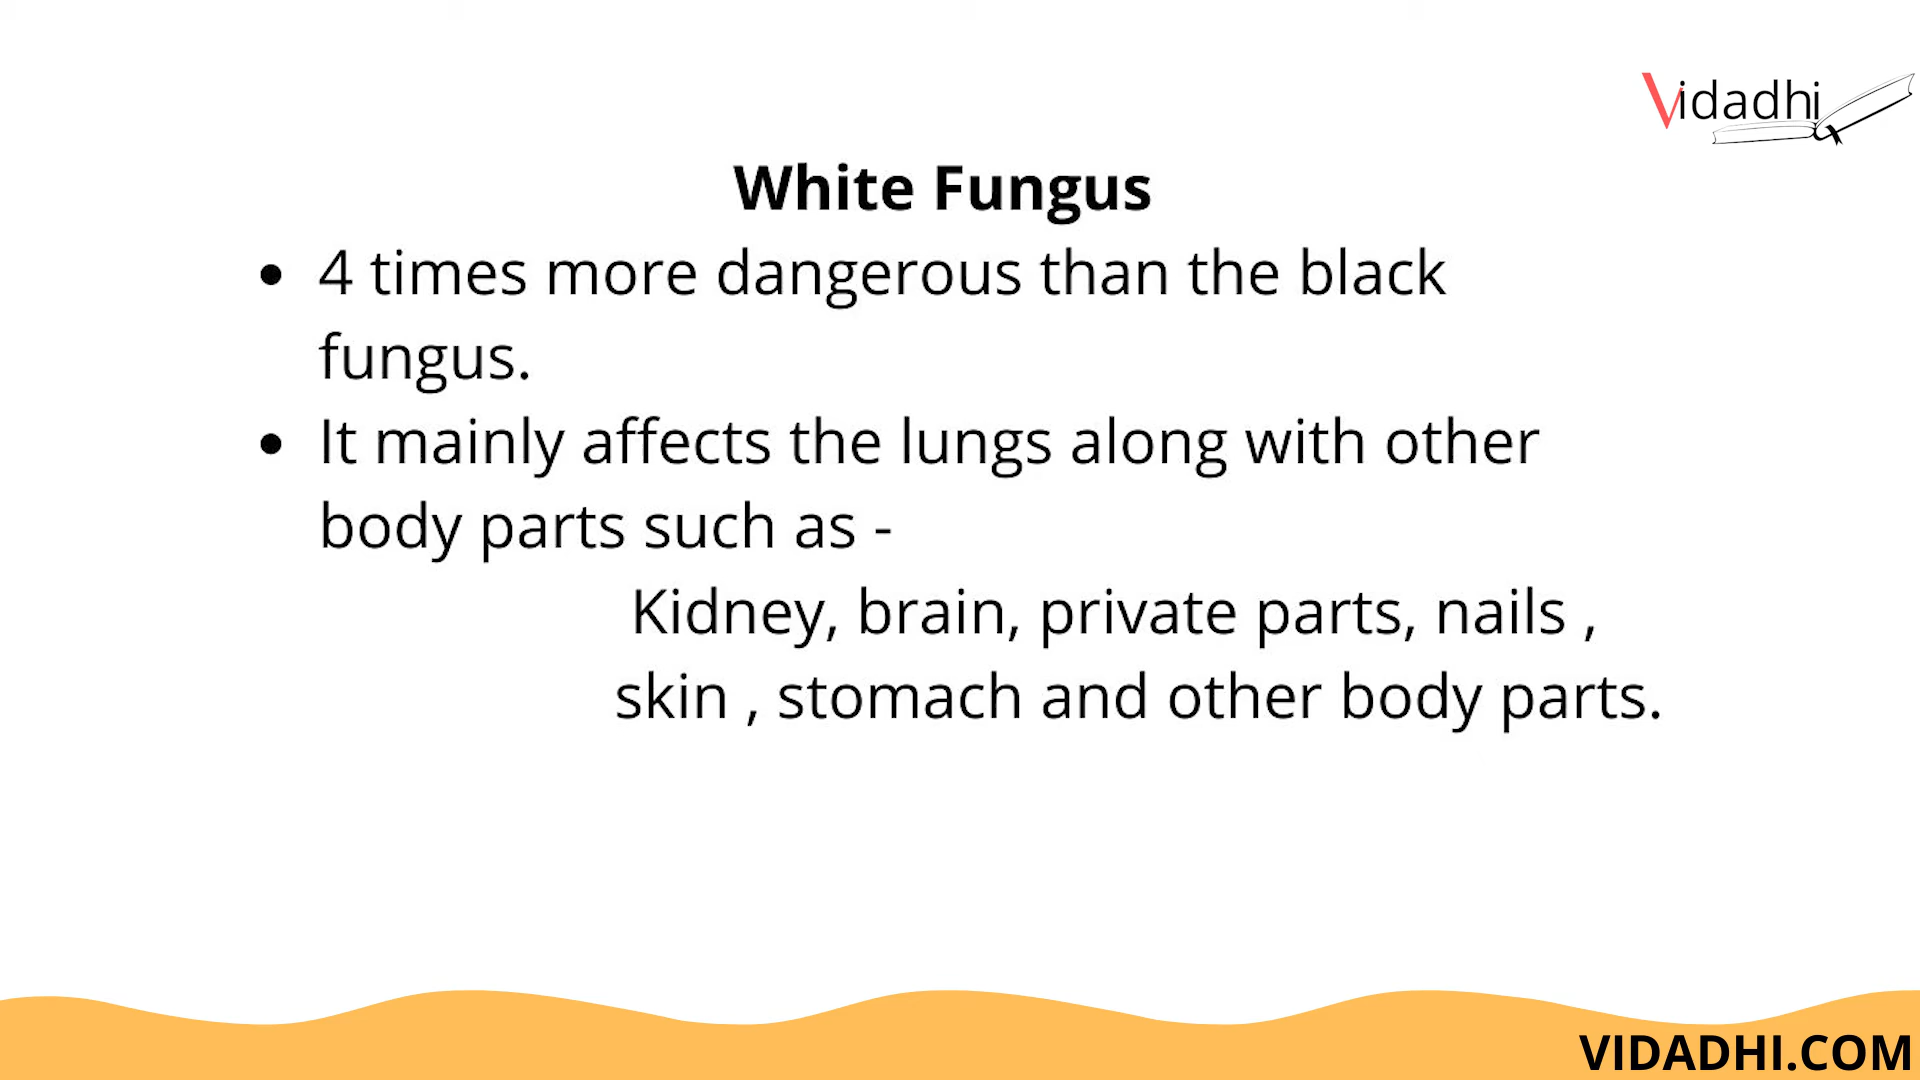 Vidadhi
White Fungus
• 4 times more dangerous than the black
fungus.
• It mainly affects the lungs along with other
body parts such as -
Kidney, brain, private parts, nails ,
skin , stomach and other body parts.
VIDADHI.COM